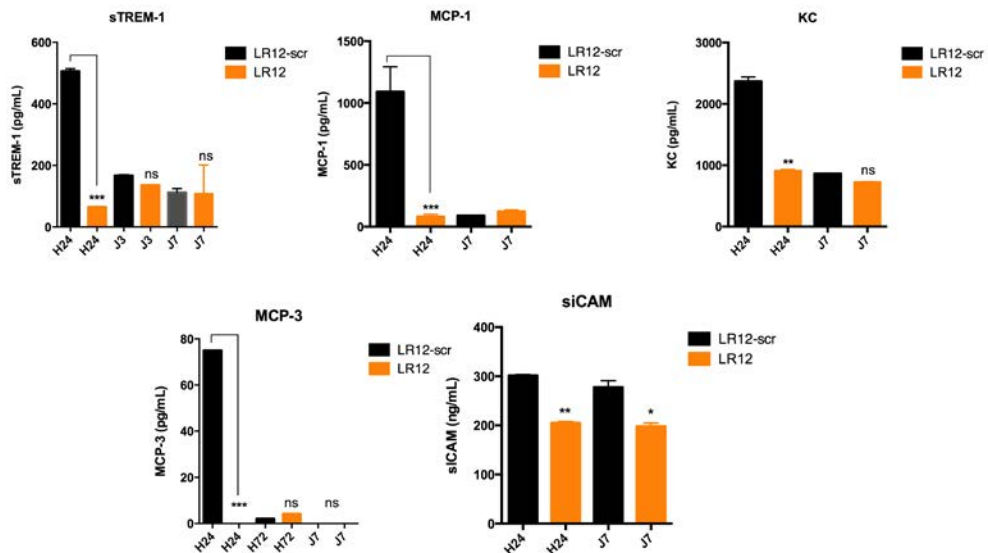 sTREM-1
600
400
200
0
sTREM-1 (pg/mL)
***
ns
ns
H24
H24
J3
J3
J7
J7
LR12-scr
LR12
MCP-1
1500
1000
500
0
MCP-1 (pg/mL)
***
H24
H24
J7
J7
LR12-scr
LR12
KC
3000
2000
1000
0
KC (pg/mlL)
**
ns
H24
H24
J7
J7
LR12-scr
LR12
MCP-3
80
60
40
20
0
MCP-3 (pg/mL)
***
ns
ns
H24
H24
H72
H72
J7
J7
LR12-scr
LR12
siCAM
400
300
200
100
0
sICAM (ng/mL)
**
*
H24
H24
J7
J7
LR12-scr
LR12